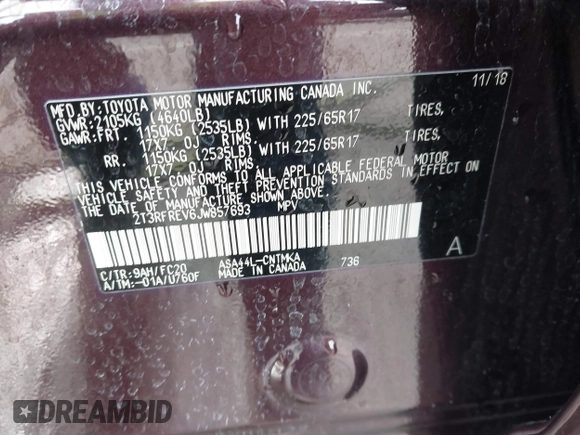 MFD BY:TOYOTA MOTOR MANUFACTURING CANADA INC. 11/18
GVWR:2105KG (4640LB)
GAWR:FRT. 1150KG (2535LB) WITH 225/65R17 TIRES,
17X7.0J RIMS
RR. 1150KG (2535LB) WITH 225/65R17 TIRES,
17X7.0J RIMS
THIS VEHICLE CONFORMS TO ALL APPLICABLE FEDERAL MOTOR
VEHICLE SAFETY AND THEFT PREVENTION STANDARDS IN EFFECT ON
THE DATE OF MANUFACTURE SHOWN ABOVE.
2T3RFREV6JW857693 MPV
A
C/TR:9AH/FC20 ASA44L-CNTMKA 736
A/TM:-01A/U760F MADE IN CANADA
DREAMBID